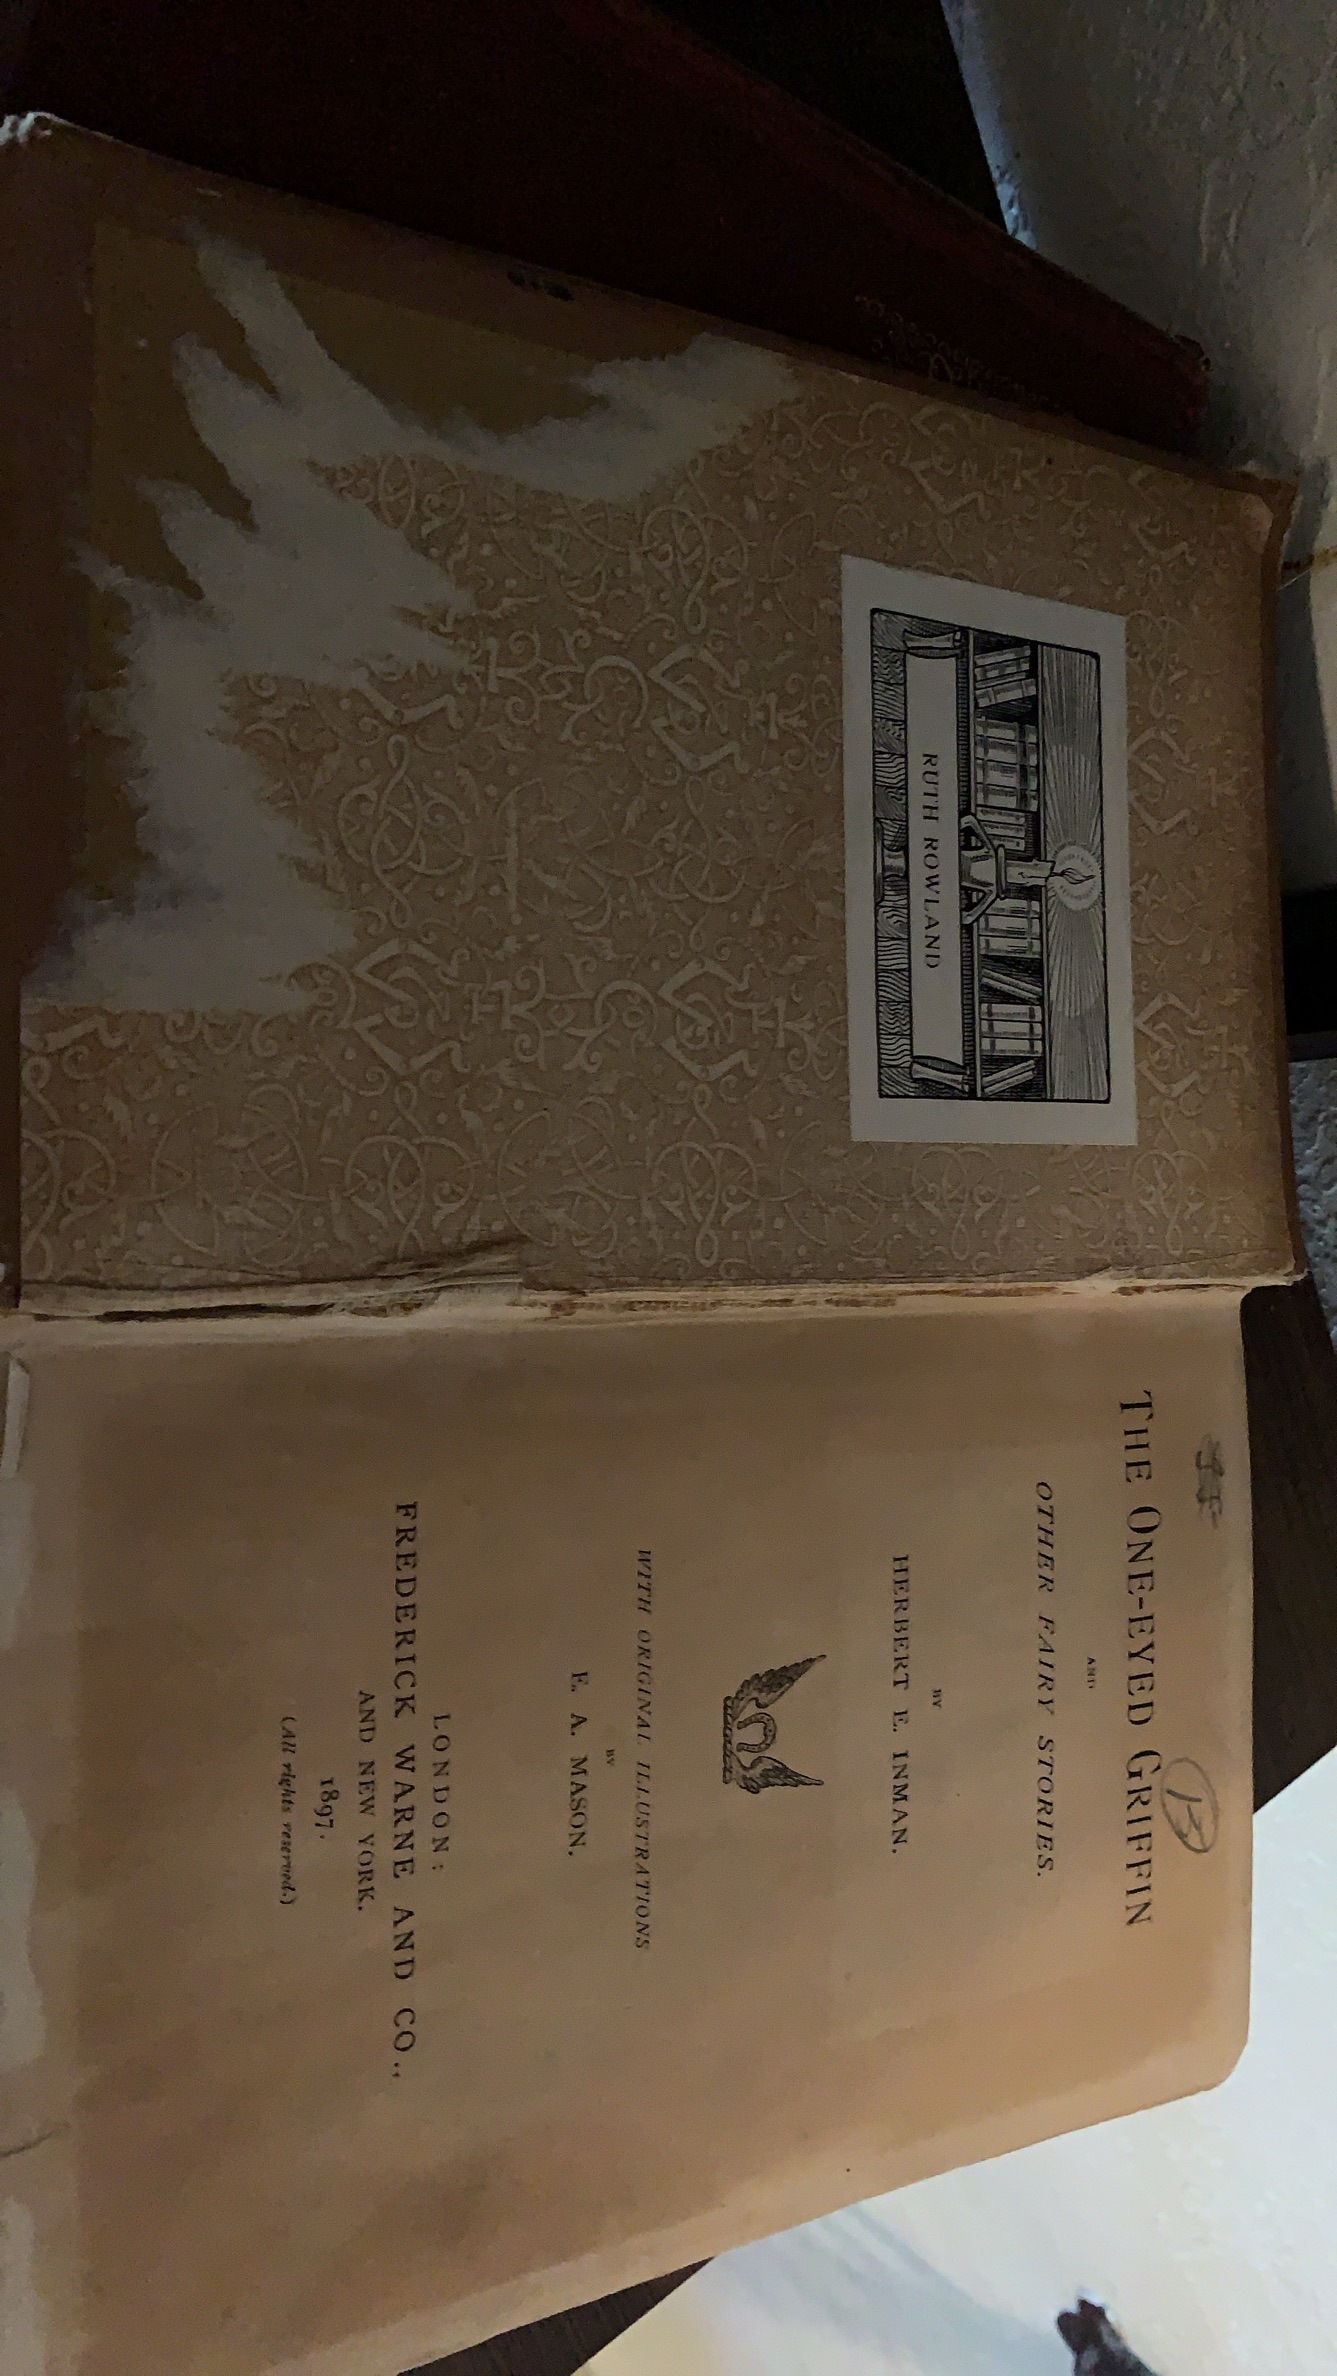 RUTH ROWLAND
13
THE ONE-EYED GRIFFIN
AND
OTHER FAIRY STORIES.
BY
HERBERT E. INMAN.
WITH ORIGINAL ILLUSTRATIONS
BY
E. A. MASON.
LONDON:
FREDERICK WARNE AND CO.,
AND NEW YORK.
1897.
(All rights reserved.)